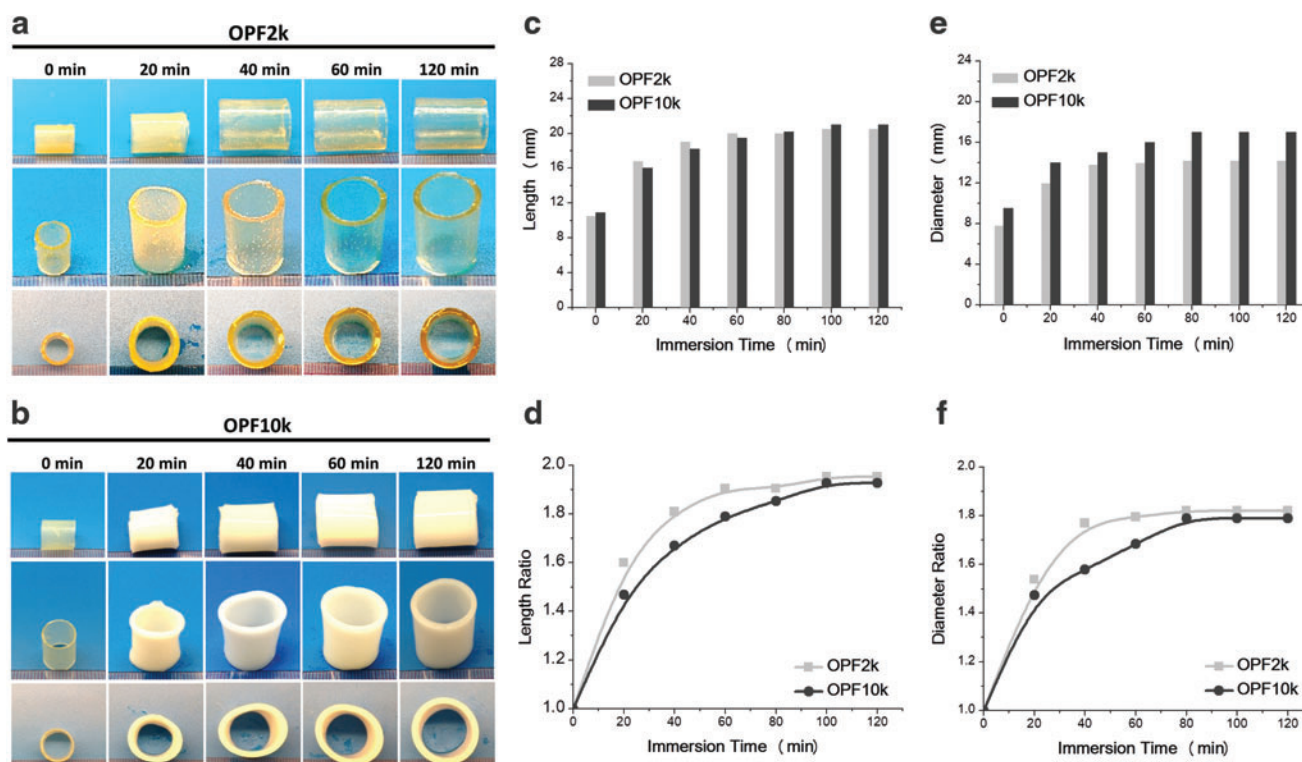 a
OPF2k
0 min 20 min 40 min 60 min 120 min
b
OPF10k
0 min 20 min 40 min 60 min 120 min
c
28
24
20
16
12
8
4
0
Length (mm)
OPF2k
OPF10k
0 20 40 60 80 100 120
Immersion Time (min)
d
2.0
1.8
1.6
1.4
1.2
1.0
Length Ratio
OPF2k
OPF10k
0 20 40 60 80 100 120
Immersion Time (min)
e
24
20
16
12
8
4
0
Diameter (mm)
OPF2k
OPF10k
0 20 40 60 80 100 120
Immersion Time (min)
f
2.0
1.8
1.6
1.4
1.2
1.0
Diameter Ratio
OPF2k
OPF10k
0 20 40 60 80 100 120
Immersion Time (min)